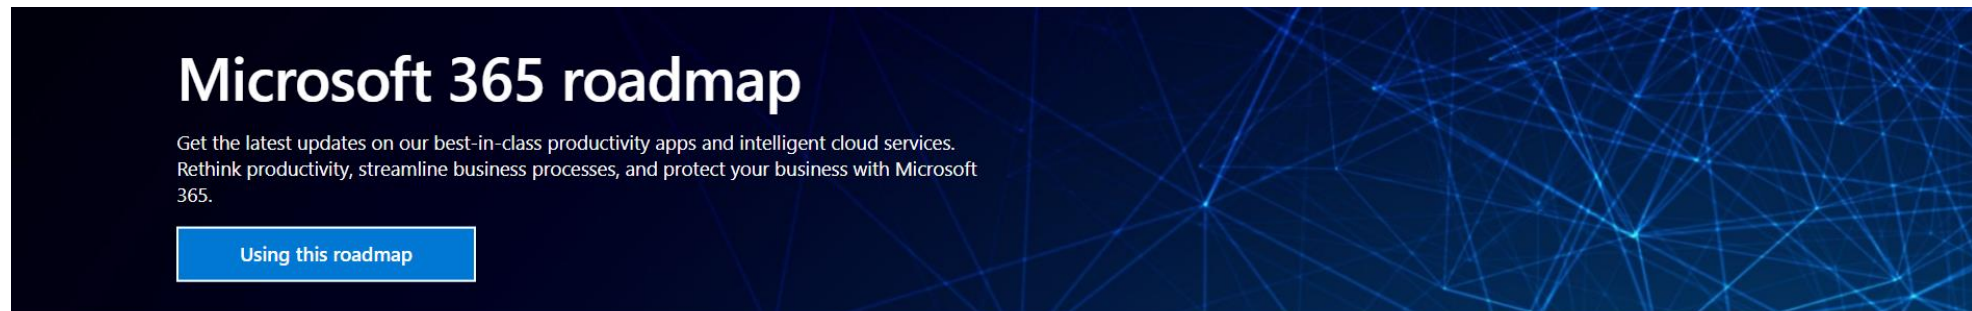 Microsoft 365 roadmap
Get the latest updates on our best-in-class productivity apps and intelligent cloud services.
Rethink productivity, streamline business processes, and protect your business with Microsoft
365.
Using this roadmap